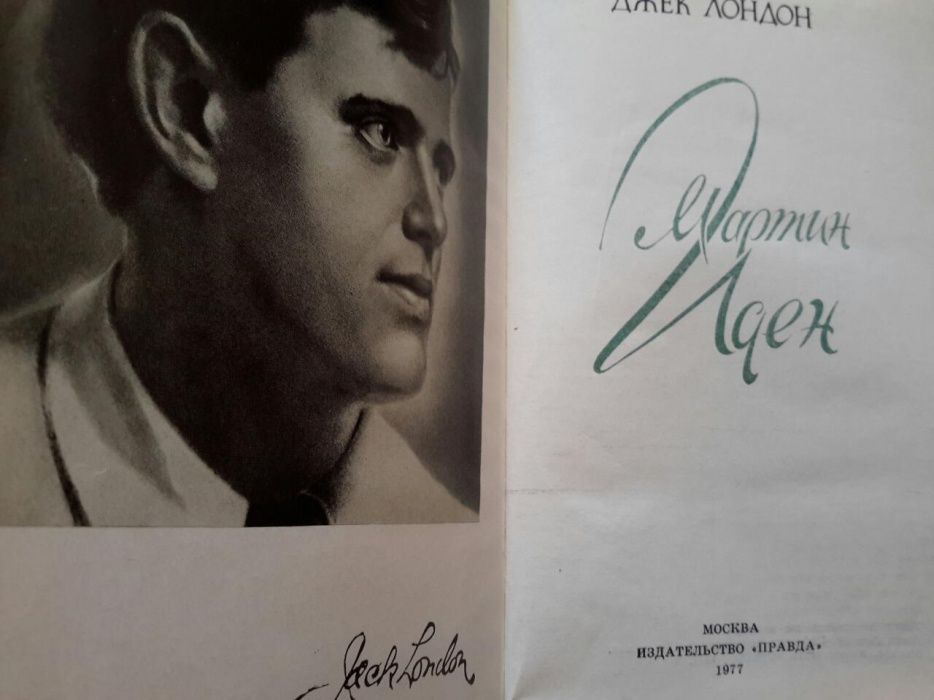 Jack London
ДЖЕК ЛОНДОН
Мартин
Иден
МОСКВА
ИЗДАТЕЛЬСТВО «ПРАВДА»
1977